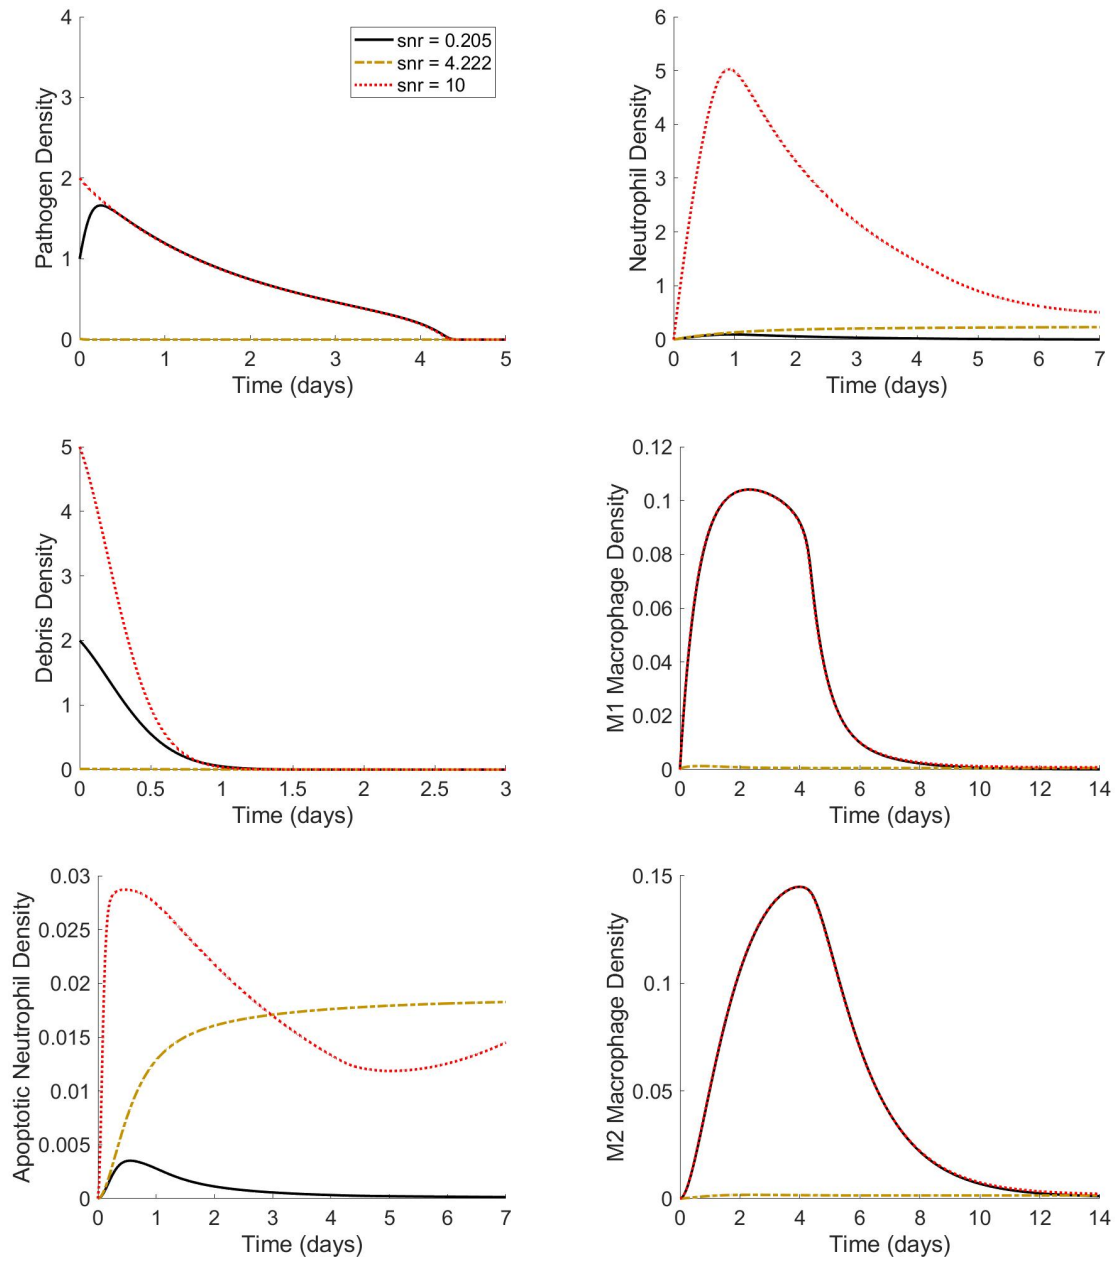 Pathogen Density
4
3
2
1
0
0 1 2 3 4 5
Time (days)
snr = 0.205
snr = 4.222
snr = 10
Neutrophil Density
6
5
4
3
2
1
0
0 1 2 3 4 5 6 7
Time (days)
Debris Density
5
4
3
2
1
0
0 0.5 1 1.5 2 2.5 3
Time (days)
M1 Macrophage Density
0.12
0.1
0.08
0.06
0.04
0.02
0
0 2 4 6 8 10 12 14
Time (days)
Apoptotic Neutrophil Density
0.03
0.025
0.02
0.015
0.01
0.005
0
0 1 2 3 4 5 6 7
Time (days)
M2 Macrophage Density
0.15
0.1
0.05
0
0 2 4 6 8 10 12 14
Time (days)